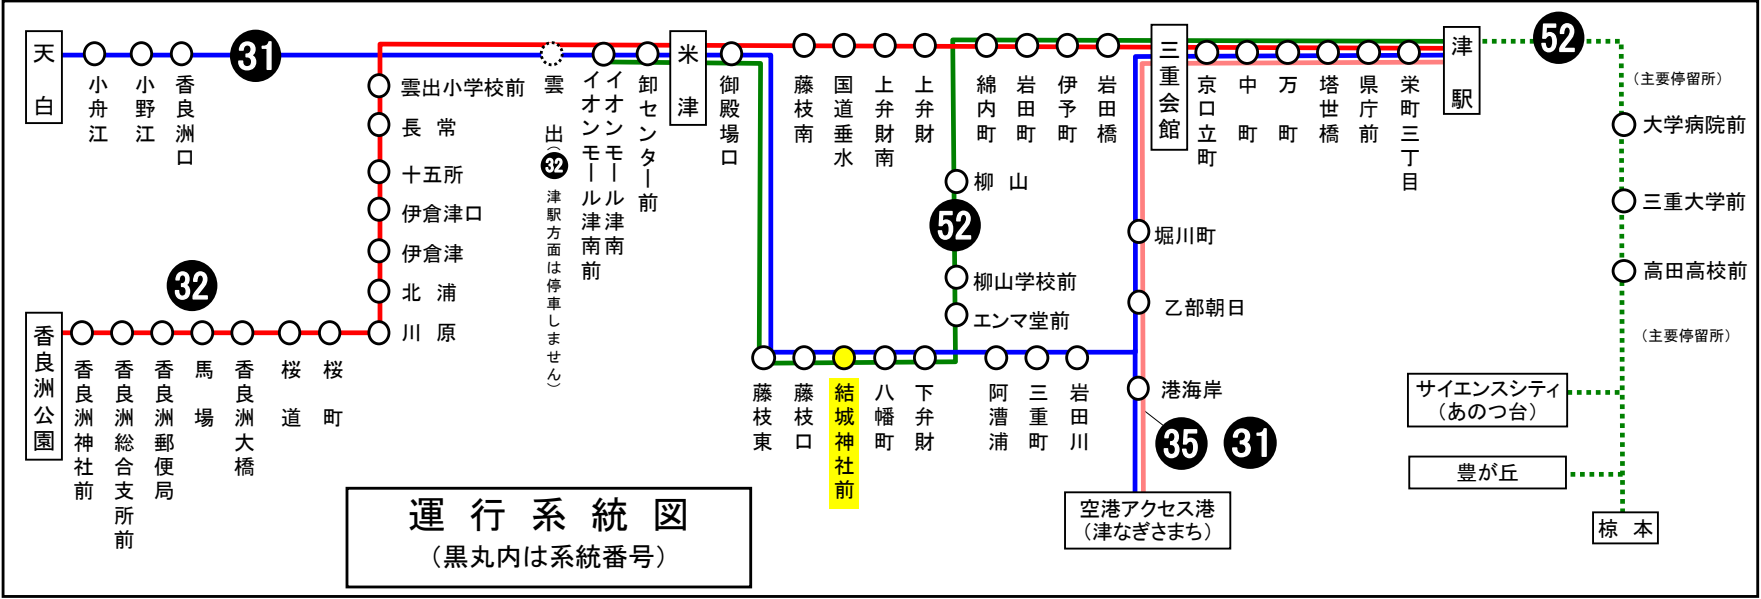 天白
小舟江
小野江
香良洲口
31
雲出小学校前
長常
十五所
伊倉津口
伊倉津
北浦
川原
32
香良洲公園
香良洲神社前
香良洲総合支所前
香良洲郵便局
馬場
香良洲大橋
桜道
桜町
雲出(32津駅方面は停車しません)
イオンモール津南前
イオンモール津南
卸センター前
米津
御殿場口
藤枝南
国道垂水
上弁財南
上弁財
綿内町
岩田町
伊予町
岩田橋
三重会館
京口立町
中町
万町
塔世橋
県庁前
栄町三丁目
津駅
52
(主要停留所)
大学病院前
三重大学前
高田高校前
(主要停留所)
サイエンスシティ
(あのつ台)
豊が丘
椋本
柳山
52
柳山学校前
エンマ堂前
藤枝東
藤枝口
結城神社前
八幡町
下弁財
阿漕浦
三重町
岩田川
堀川町
乙部朝日
港海岸
35
31
空港アクセス港
(津なぎさまち)
運行系統図
(黒丸内は系統番号)